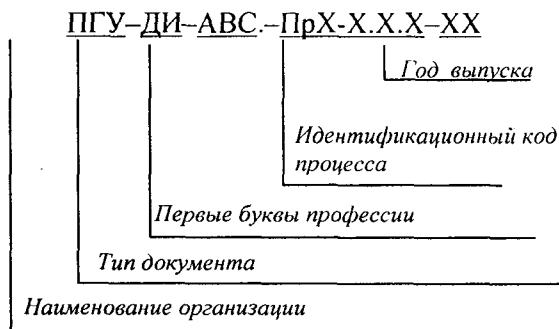 ПГУ–ДИ–АВС.–ПрХ-Х.Х.Х–ХХ
Год выпуска
Идентификационный код
процесса
Первые буквы профессии
Тип документа
Наименование организации